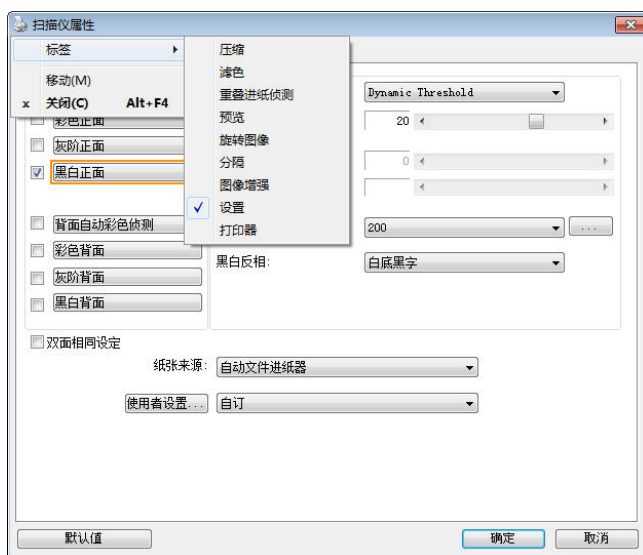 扫描仪属性
标签
移动(M)
x 关闭(C) Alt+F4
压缩
滤色
重叠进纸侦测
预览
旋转图像
分隔
图像增强
设置
打印器
彩色正面
灰阶正面
黑白正面
背面自动彩色侦测
彩色背面
灰阶背面
黑白背面
Dynamic Threshold
20
0
200
...
黑白反相:
白底黑字
双面相同设定
纸张来源: 自动文件进纸器
使用者设置... 自订
默认值 确定 取消